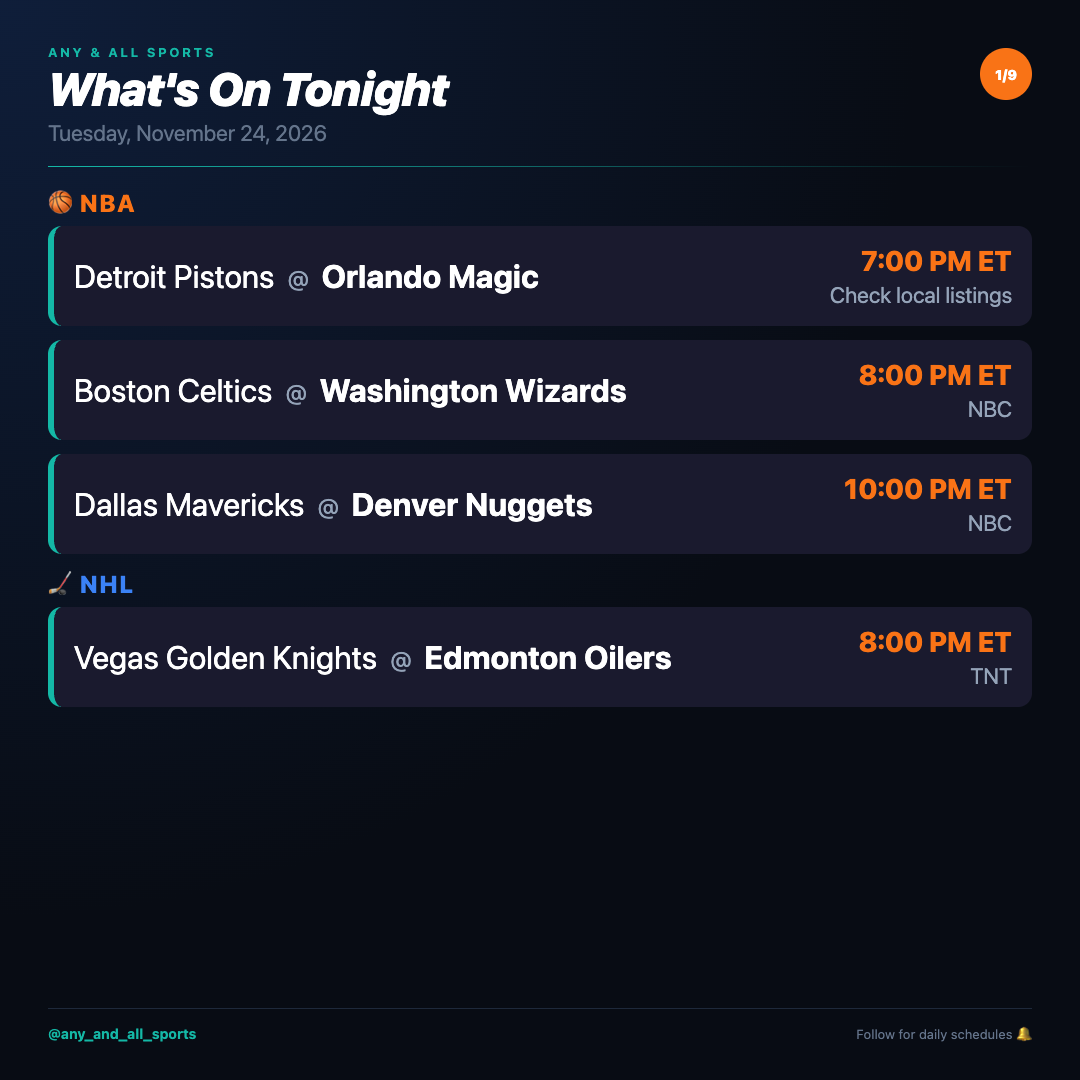 ANY & ALL SPORTS
What's On Tonight
1/9
Tuesday, November 24, 2026
🏀 NBA
Detroit Pistons @ Orlando Magic
7:00 PM ET
Check local listings
Boston Celtics @ Washington Wizards
8:00 PM ET
NBC
Dallas Mavericks @ Denver Nuggets
10:00 PM ET
NBC
🏒 NHL
Vegas Golden Knights @ Edmonton Oilers
8:00 PM ET
TNT
@any_and_all_sports
Follow for daily schedules 🔔